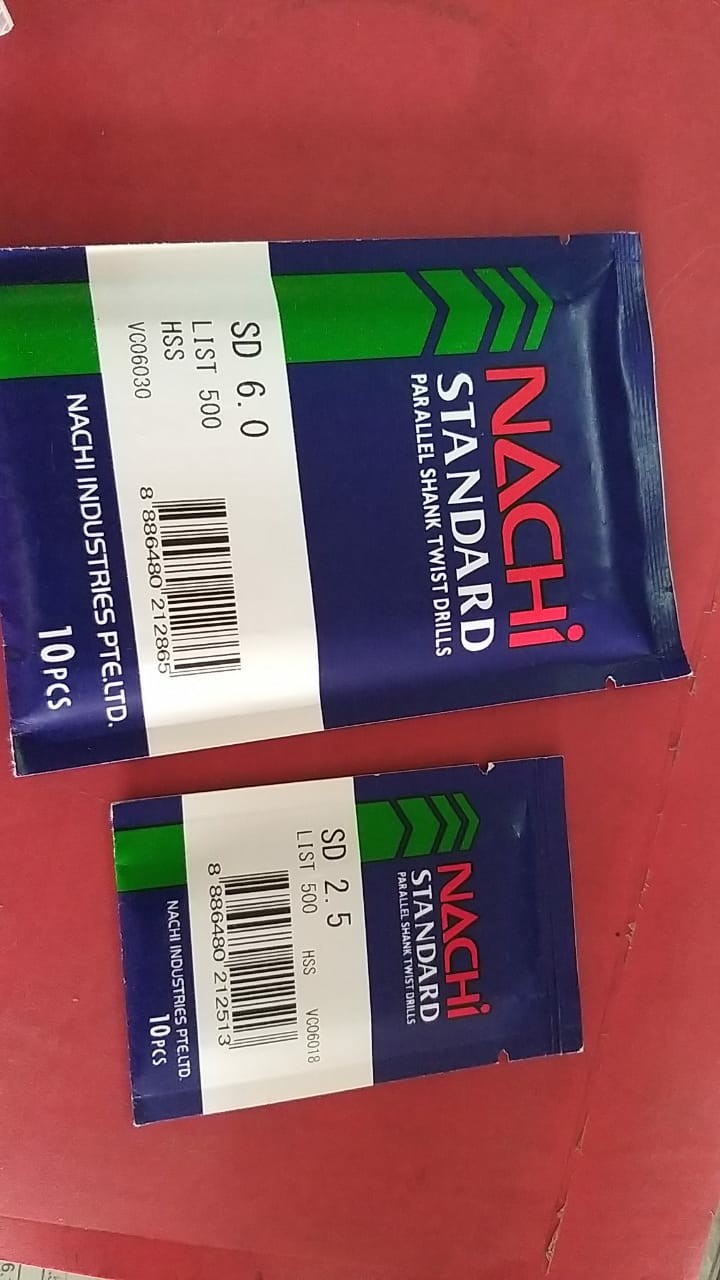 NACHi
STANDARD
PARALLEL SHANK TWIST DRILLS
SD 6.0
LIST 500
HSS
VC06030
8 886480 212865
NACHI INDUSTRIES PTE.LTD.
10PCS
NACHi
STANDARD
PARALLEL SHANK TWIST DRILLS
SD 2.5
LIST 500 HSS VC06018
8 886480 212513
NACHI INDUSTRIES PTE.LTD.
10PCS